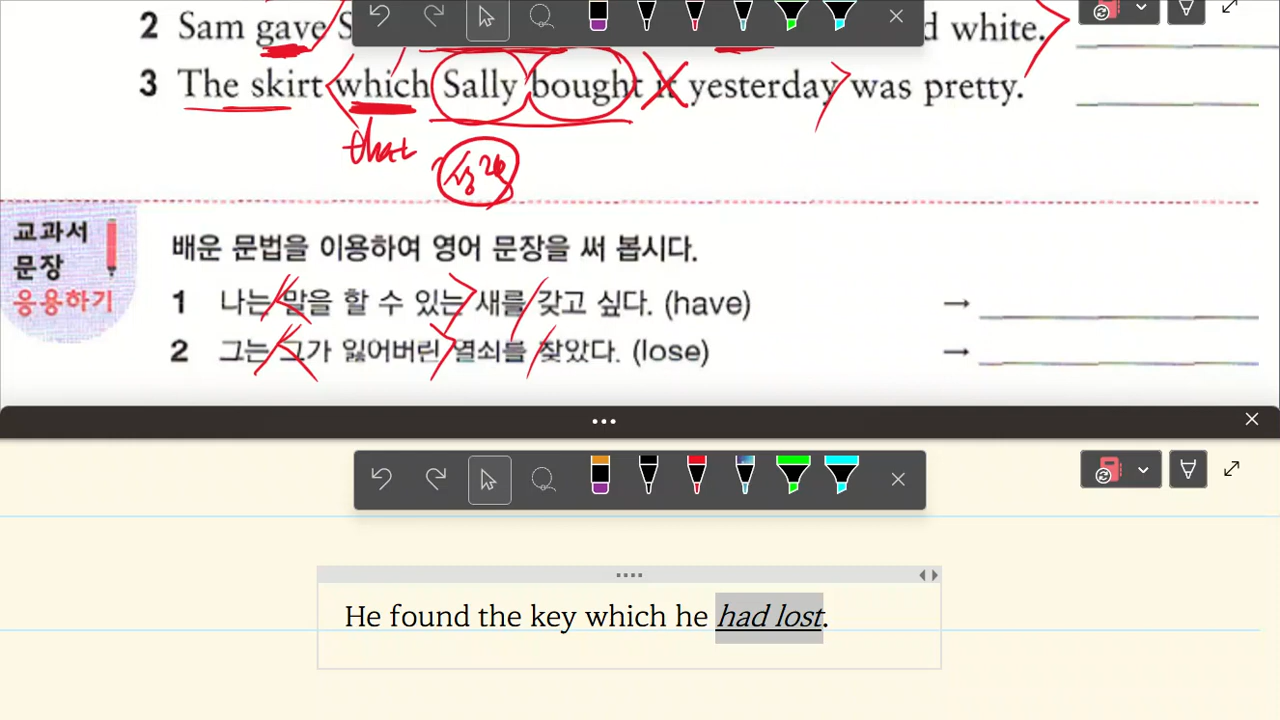 2 Sam gave S d white.
3 The skirt which Sally bought it yesterday was pretty.
that
교과서
문장
응용하기
배운 문법을 이용하여 영어 문장을 써 봅시다.
1 나는 말을 할 수 있는 새를 갖고 싶다. (have) →
2 그는 그가 잃어버린 열쇠를 찾았다. (lose) →
He found the key which he had lost.